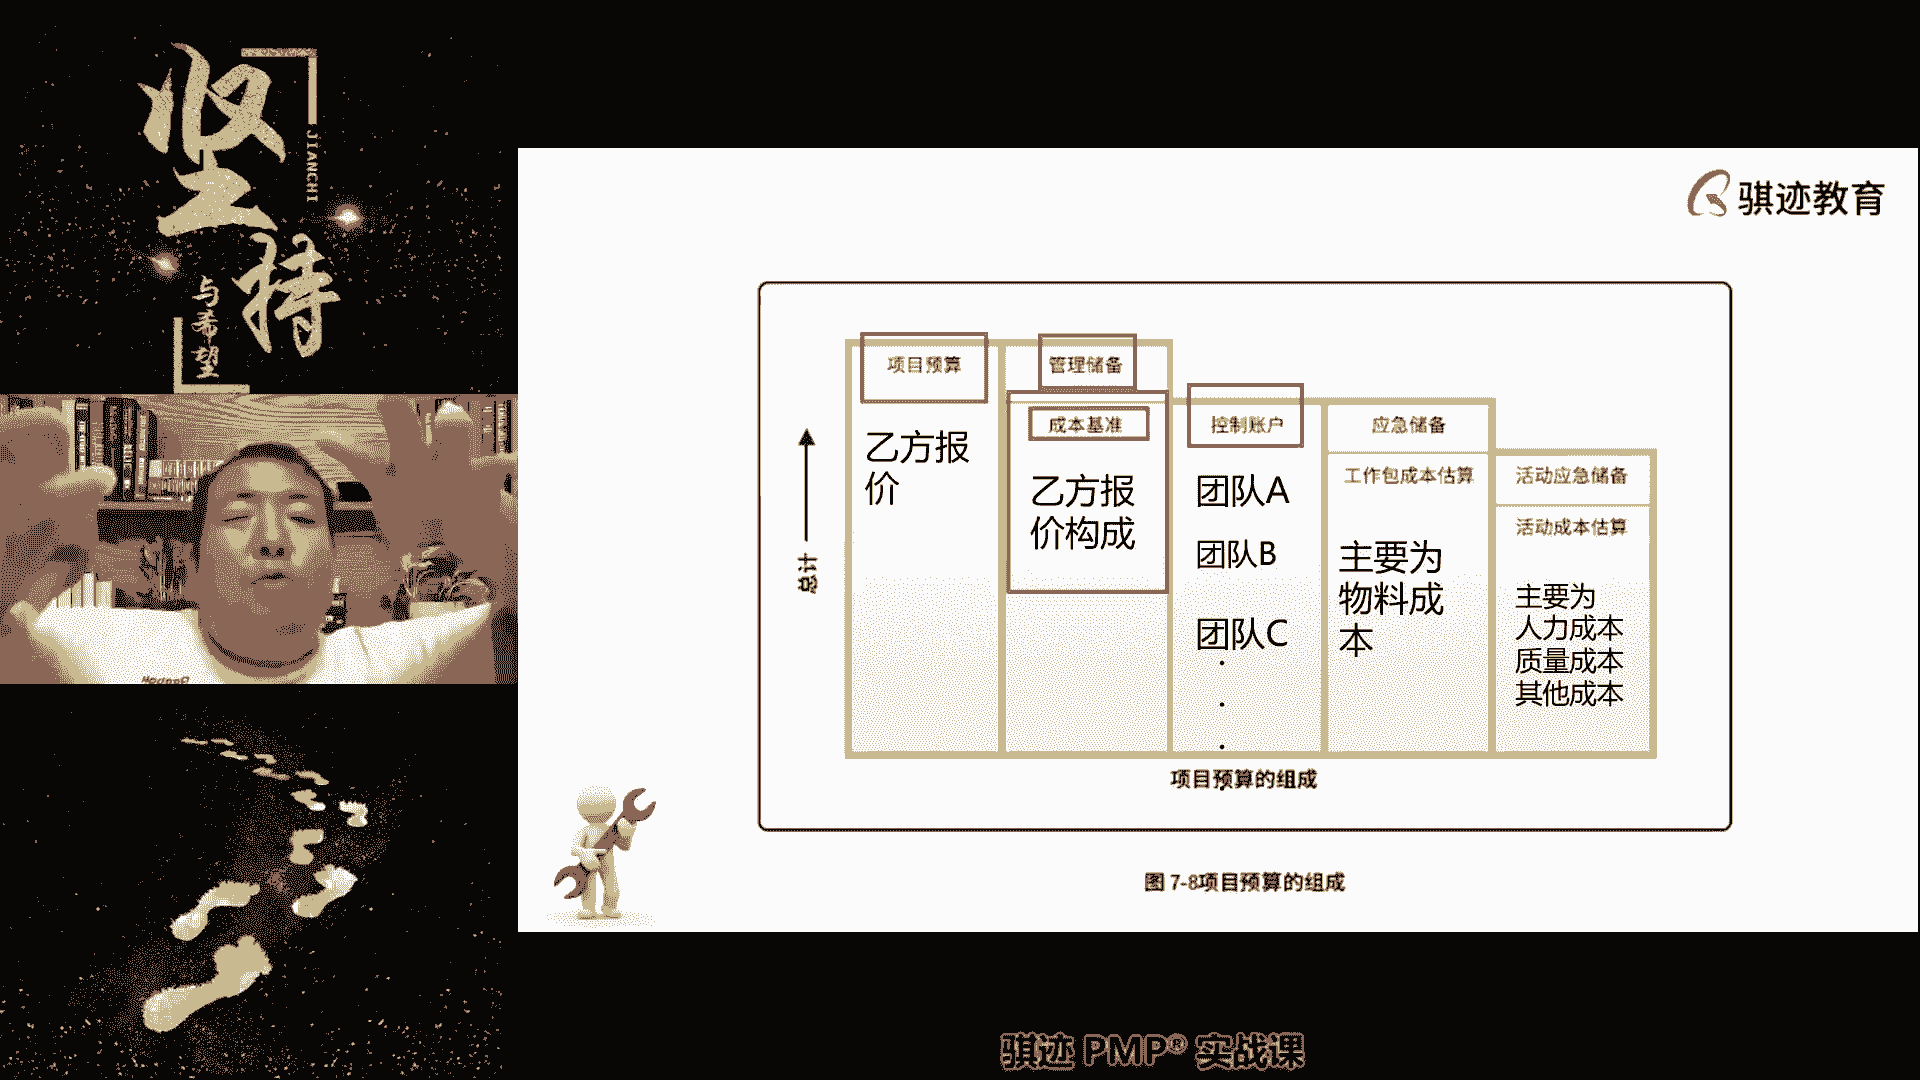 坚持
JIANCHI
与希望
骐迹教育
项目预算
乙方报
价
管理储备
成本基准
乙方报
价构成
控制账户
团队A
团队B
团队C
应急储备
工作包成本估算
主要为
物料成
本
活动应急储备
活动成本估算
主要为
人力成本
质量成本
其他成本
总计
项目预算的组成
图 7-8项目预算的组成
骐迹 PMP® 实战课